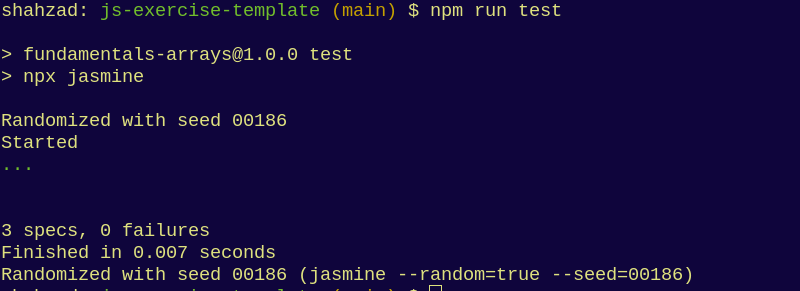 shahzad: js-exercise-template (main) $ npm run test
> fundamentals-arrays@1.0.0 test
> npx jasmine
Randomized with seed 00186
Started
...
3 specs, 0 failures
Finished in 0.007 seconds
Randomized with seed 00186 (jasmine --random=true --seed=00186)